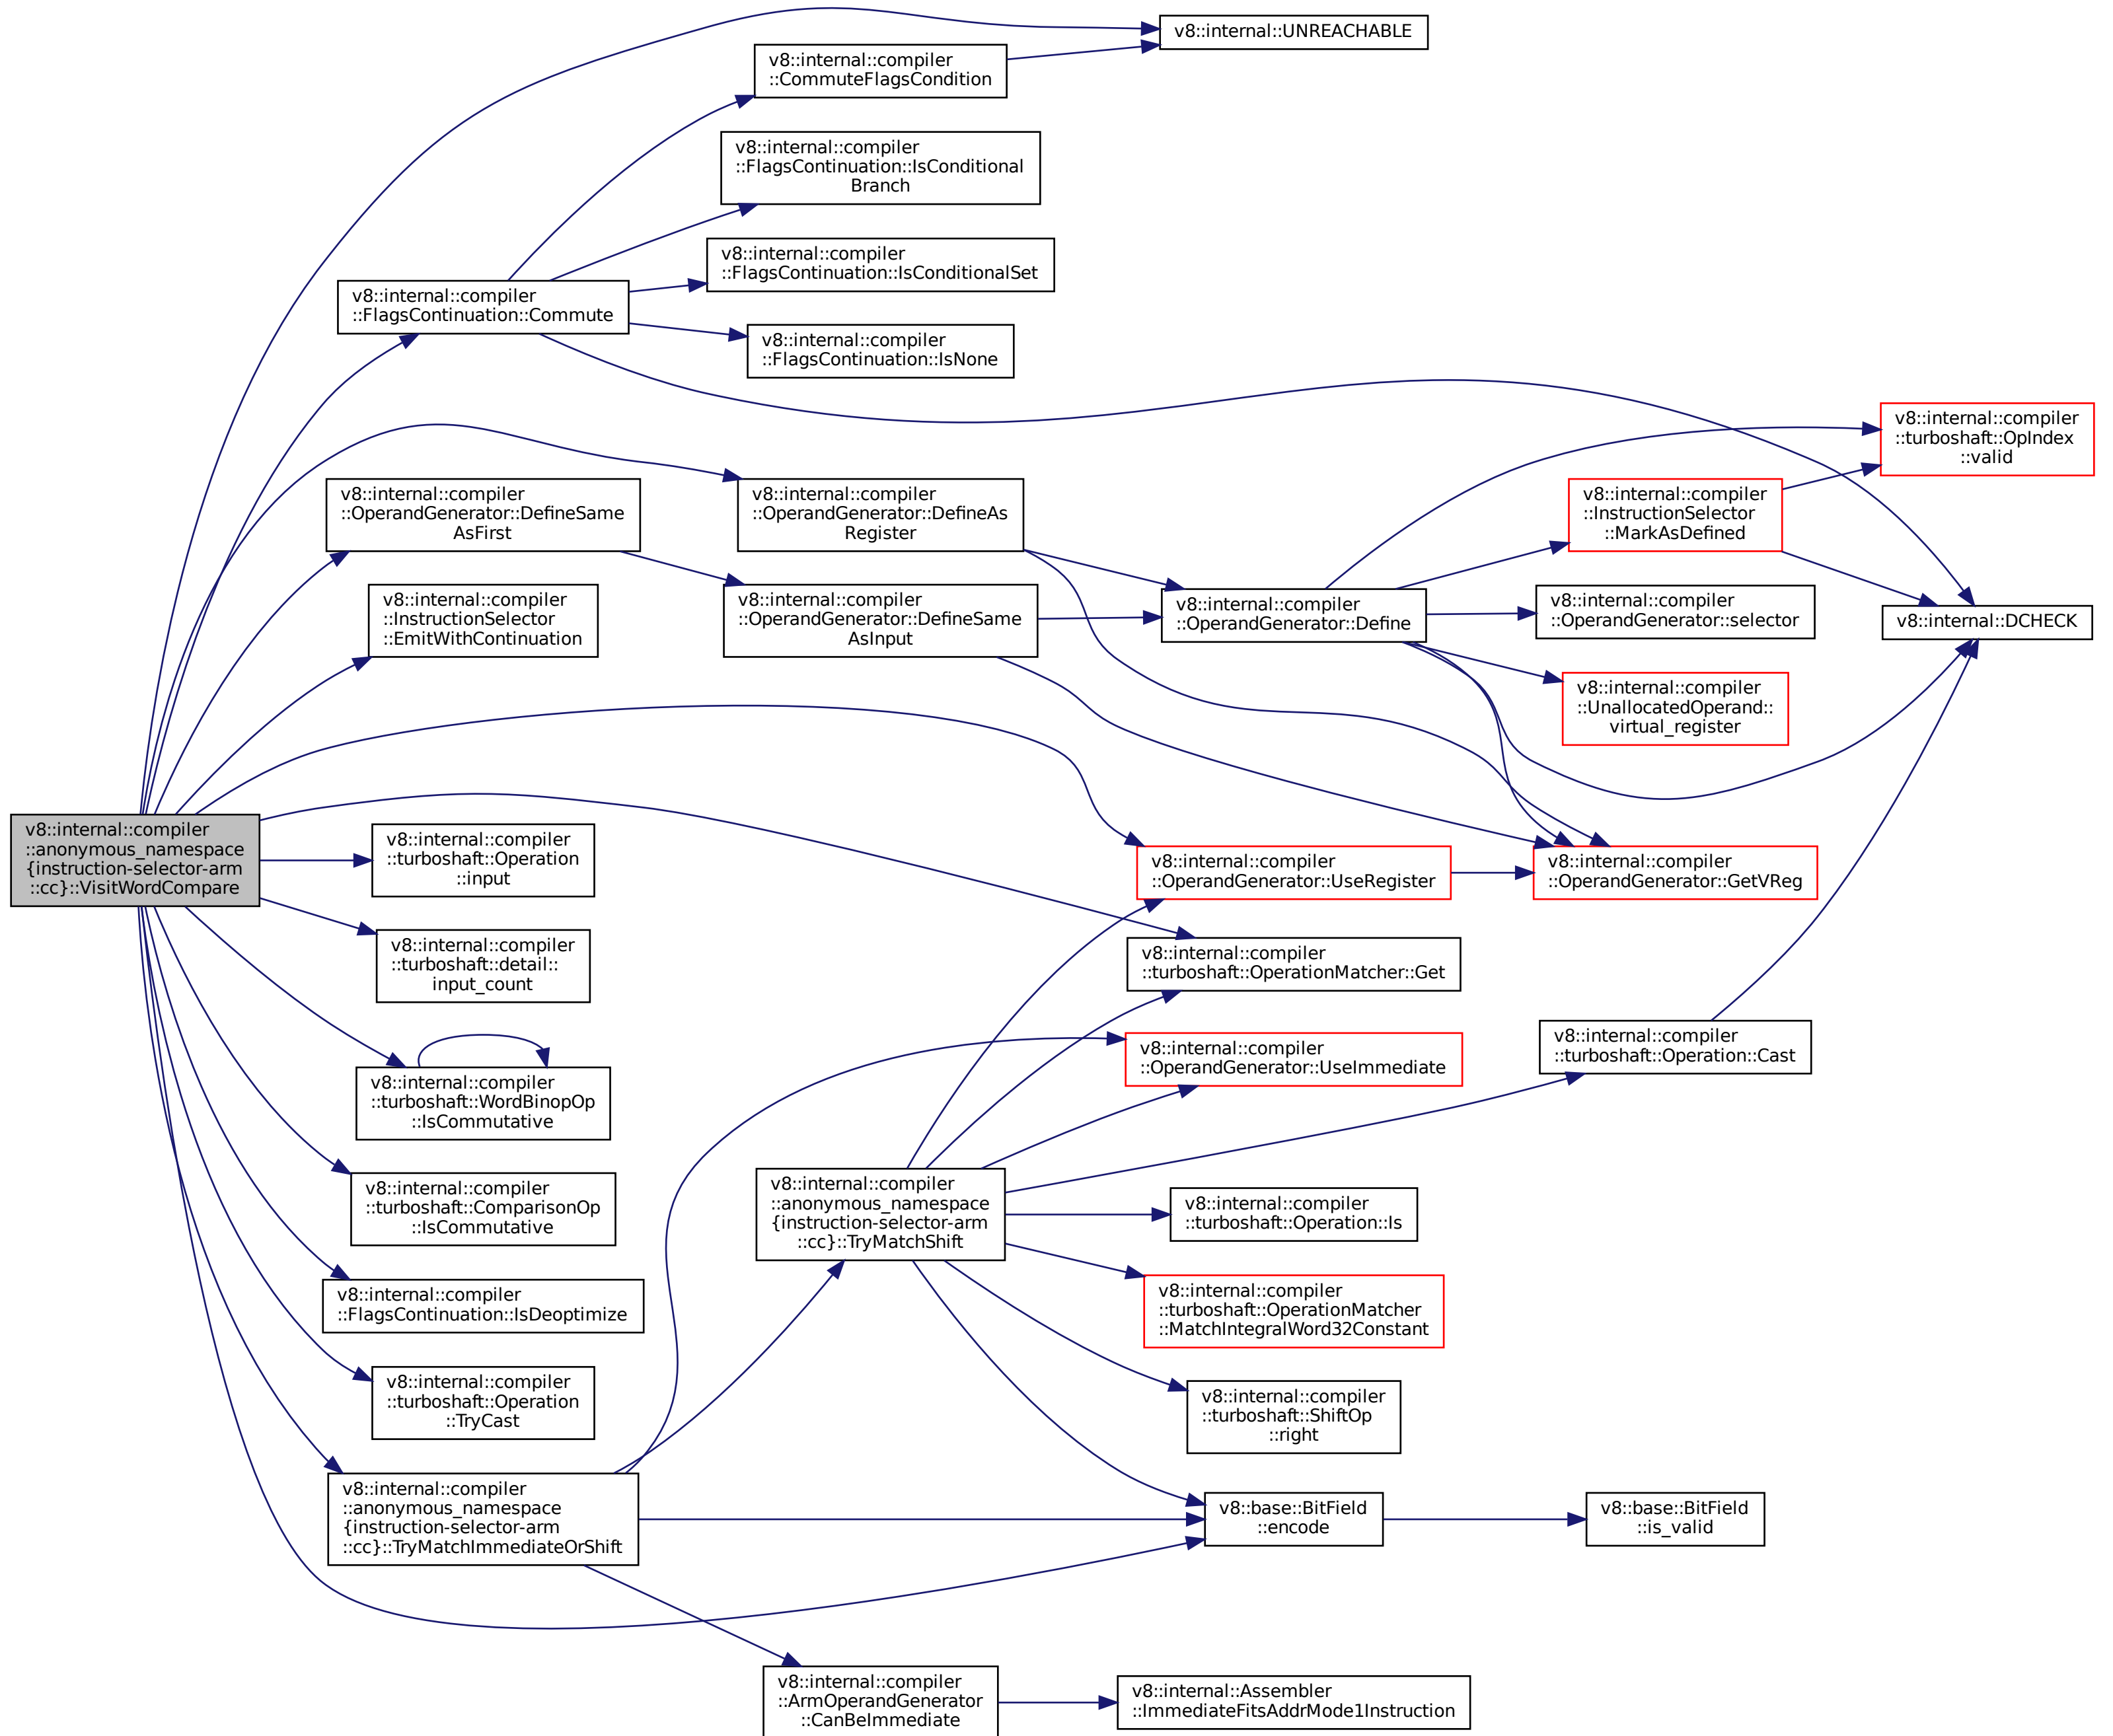 v8::internal::UNREACHABLE
v8::internal::compiler
::CommuteFlagsCondition
v8::internal::compiler
::FlagsContinuation::IsConditional
Branch
v8::internal::compiler
::FlagsContinuation::IsConditionalSet
v8::internal::compiler
::FlagsContinuation::Commute
v8::internal::compiler
::FlagsContinuation::IsNone
v8::internal::compiler
::turboshaft::OpIndex
::valid
v8::internal::compiler
::OperandGenerator::DefineSame
AsFirst
v8::internal::compiler
::OperandGenerator::DefineAs
Register
v8::internal::compiler
::InstructionSelector
::MarkAsDefined
v8::internal::compiler
::InstructionSelector
::EmitWithContinuation
v8::internal::compiler
::OperandGenerator::DefineSame
AsInput
v8::internal::compiler
::OperandGenerator::Define
v8::internal::compiler
::OperandGenerator::selector
v8::internal::DCHECK
v8::internal::compiler
::UnallocatedOperand::
virtual_register
v8::internal::compiler
::anonymous_namespace
{instruction-selector-arm
::cc}::VisitWordCompare
v8::internal::compiler
::turboshaft::Operation
::input
v8::internal::compiler
::OperandGenerator::UseRegister
v8::internal::compiler
::OperandGenerator::GetVReg
v8::internal::compiler
::turboshaft::detail::
input_count
v8::internal::compiler
::turboshaft::OperationMatcher::Get
v8::internal::compiler
::OperandGenerator::UseImmediate
v8::internal::compiler
::turboshaft::Operation::Cast
v8::internal::compiler
::turboshaft::WordBinopOp
::IsCommutative
v8::internal::compiler
::turboshaft::ComparisonOp
::IsCommutative
v8::internal::compiler
::anonymous_namespace
{instruction-selector-arm
::cc}::TryMatchShift
v8::internal::compiler
::turboshaft::Operation::Is
v8::internal::compiler
::FlagsContinuation::IsDeoptimize
v8::internal::compiler
::turboshaft::OperationMatcher
::MatchIntegralWord32Constant
v8::internal::compiler
::turboshaft::Operation
::TryCast
v8::internal::compiler
::turboshaft::ShiftOp
::right
v8::internal::compiler
::anonymous_namespace
{instruction-selector-arm
::cc}::TryMatchImmediateOrShift
v8::base::BitField
::encode
v8::base::BitField
::is_valid
v8::internal::compiler
::ArmOperandGenerator
::CanBeImmediate
v8::internal::Assembler
::ImmediateFitsAddrMode1Instruction